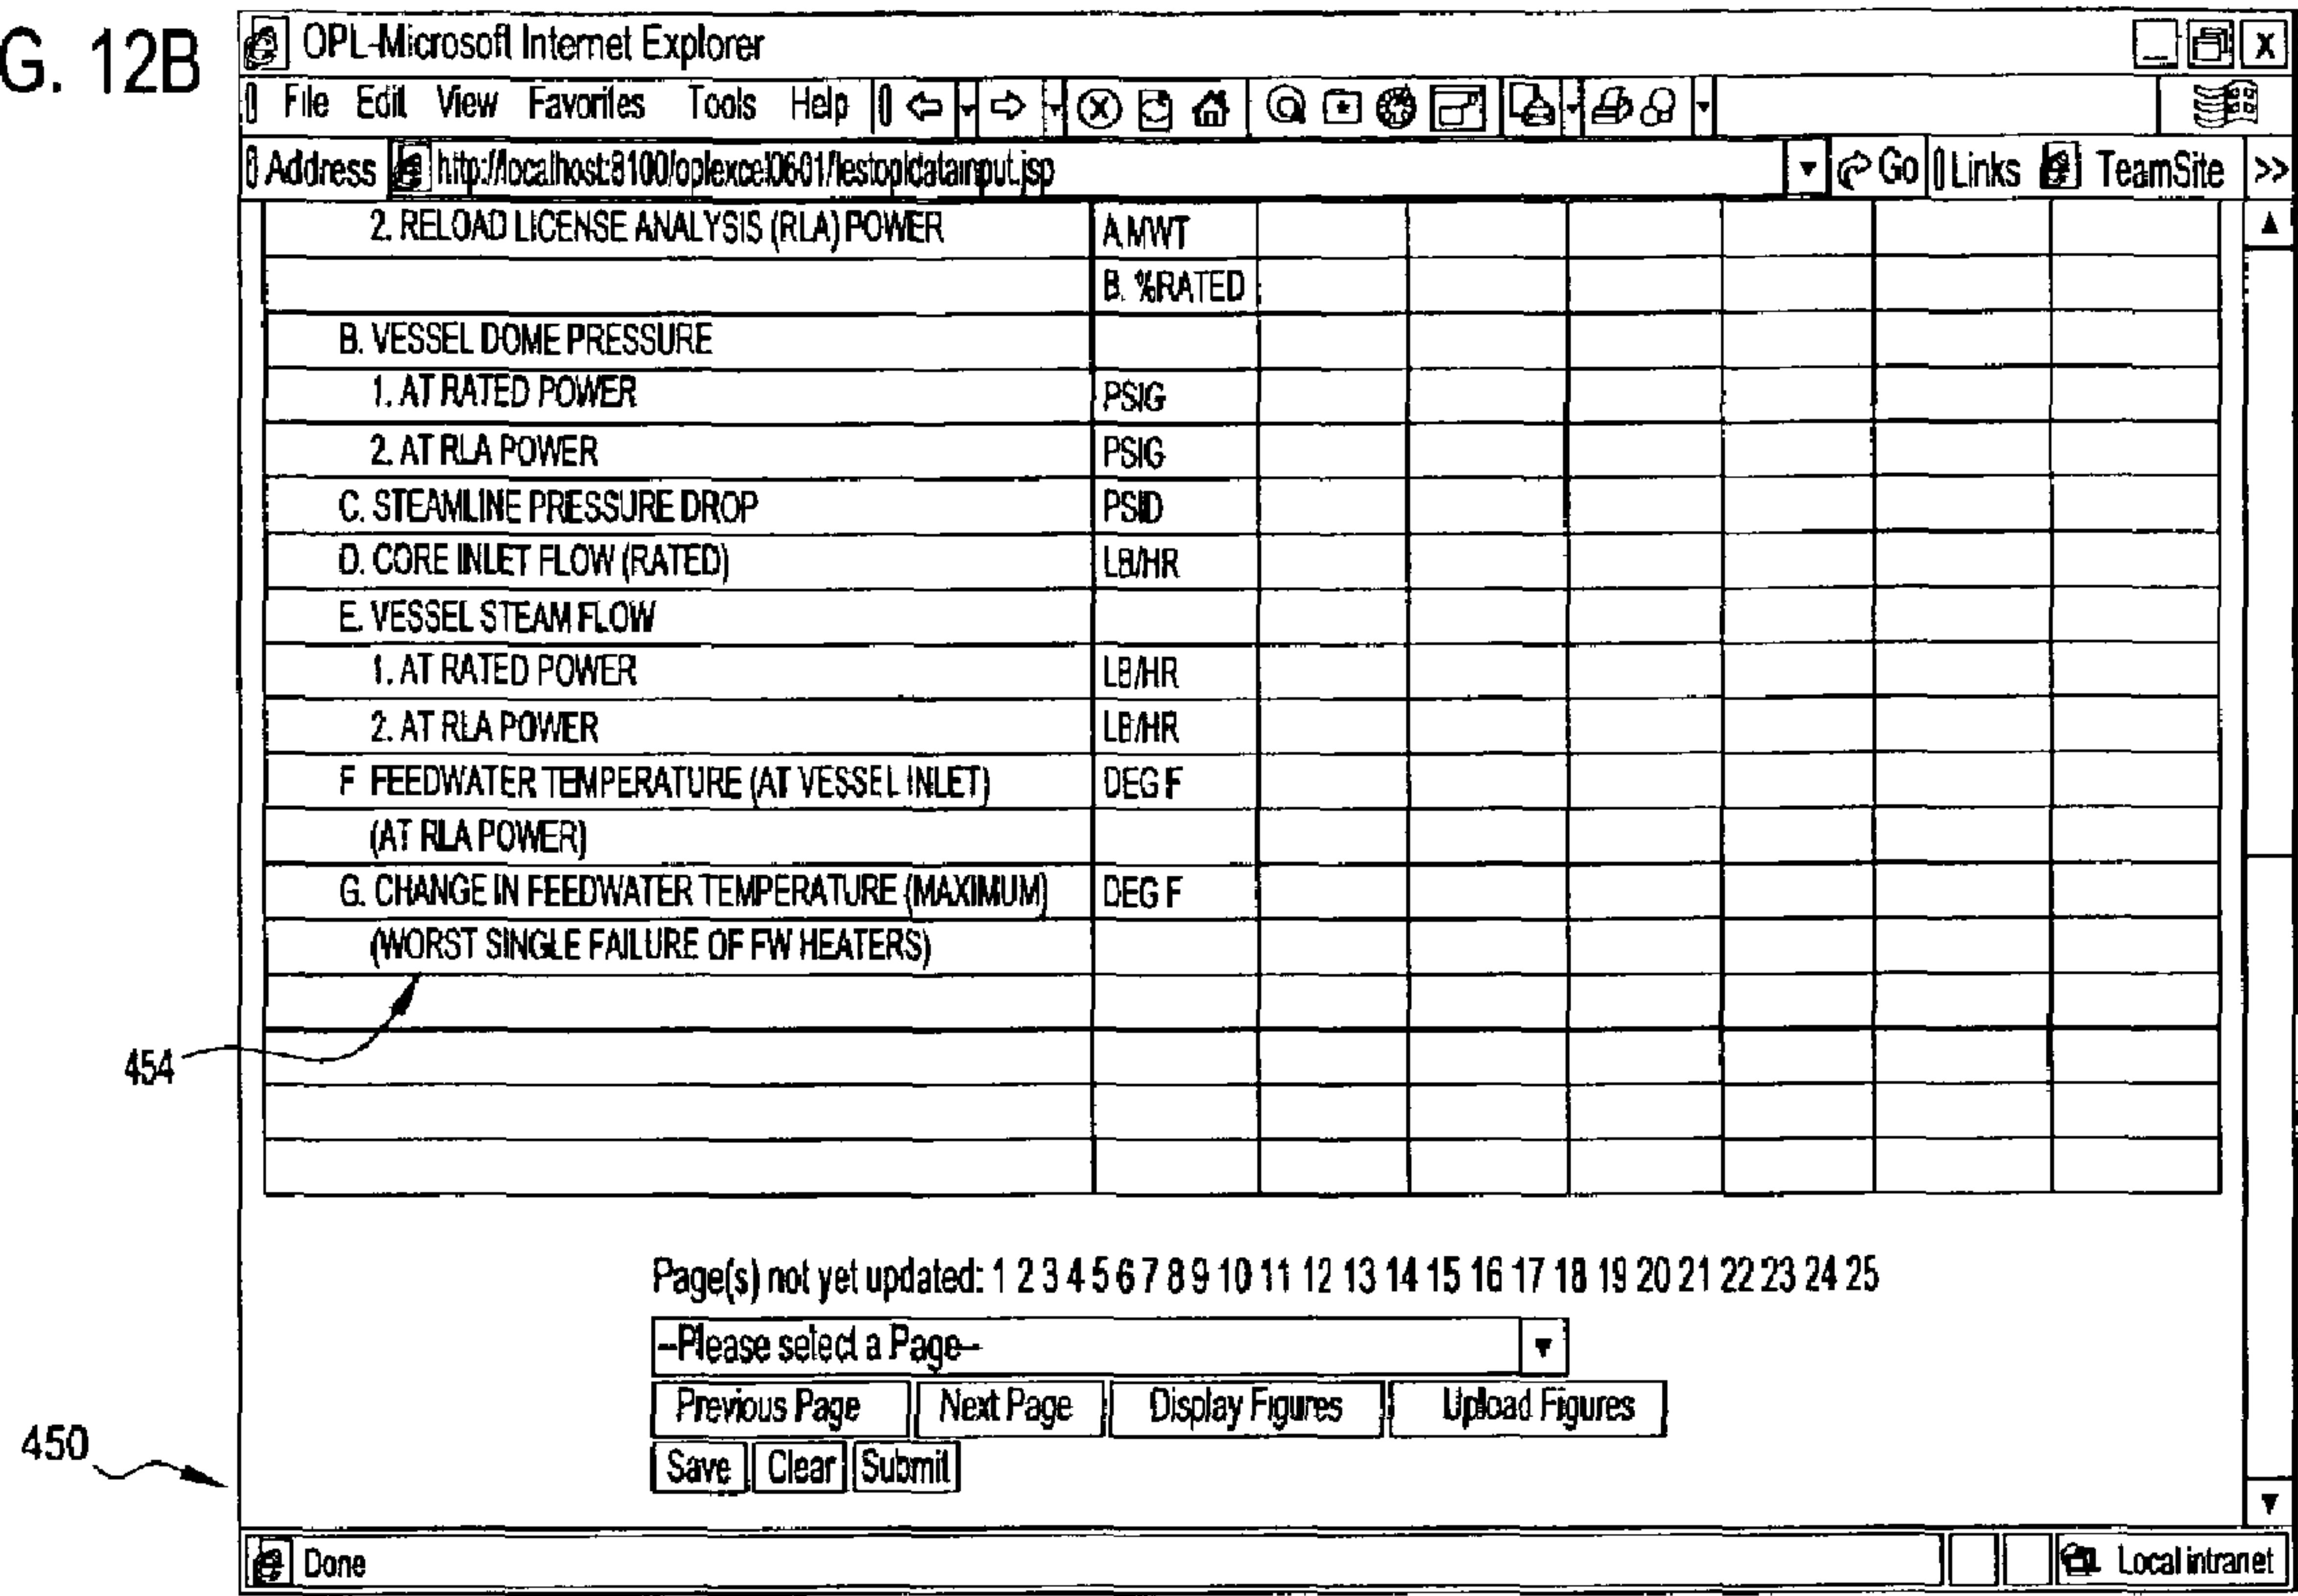 G. 12B
OPL-Microsoft Internet Explorer
X
File Edit View Favorites Tools Help
Address http://localhost:8100/oplexcel0601/testopldatainput.jsp Go Links TeamSite >>
2. RELOAD LICENSE ANALYSIS (RLA) POWER A. MWT
B. %RATED
B. VESSEL DOME PRESSURE
1. AT RATED POWER PSIG
2. AT RLA POWER PSIG
C. STEAMLINE PRESSURE DROP PSID
D. CORE INLET FLOW (RATED) LB/HR
E. VESSEL STEAM FLOW
1. AT RATED POWER LB/HR
2. AT RLA POWER LB/HR
F FEEDWATER TEMPERATURE (AT VESSEL INLET) DEG F
(AT RLA POWER)
G. CHANGE IN FEEDWATER TEMPERATURE (MAXIMUM) DEG F
(WORST SINGLE FAILURE OF FW HEATERS)
454
Page(s) not yet updated: 1 2 3 4 5 6 7 8 9 10 11 12 13 14 15 16 17 18 19 20 21 22 23 24 25
--Please select a Page--
Previous Page Next Page Display Figures Upload Figures
450
Save Clear Submit
Done Local intranet